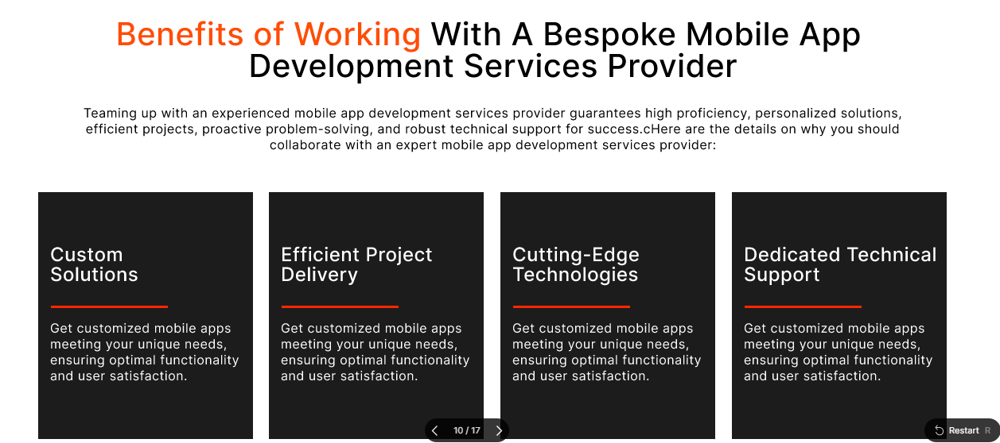 Benefits of Working With A Bespoke Mobile App
Development Services Provider
Teaming up with an experienced mobile app development services provider guarantees high proficiency, personalized solutions,
efficient projects, proactive problem-solving, and robust technical support for success.cHere are the details on why you should
collaborate with an expert mobile app development services provider:
Custom
Solutions
Get customized mobile apps
meeting your unique needs,
ensuring optimal functionality
and user satisfaction.
Efficient Project
Delivery
Get customized mobile apps
meeting your unique needs,
ensuring optimal functionality
and user satisfaction.
Cutting-Edge
Technologies
Get customized mobile apps
meeting your unique needs,
ensuring optimal functionality
and user satisfaction.
Dedicated Technical
Support
Get customized mobile apps
meeting your unique needs,
ensuring optimal functionality
and user satisfaction.
10 / 17
Restart R